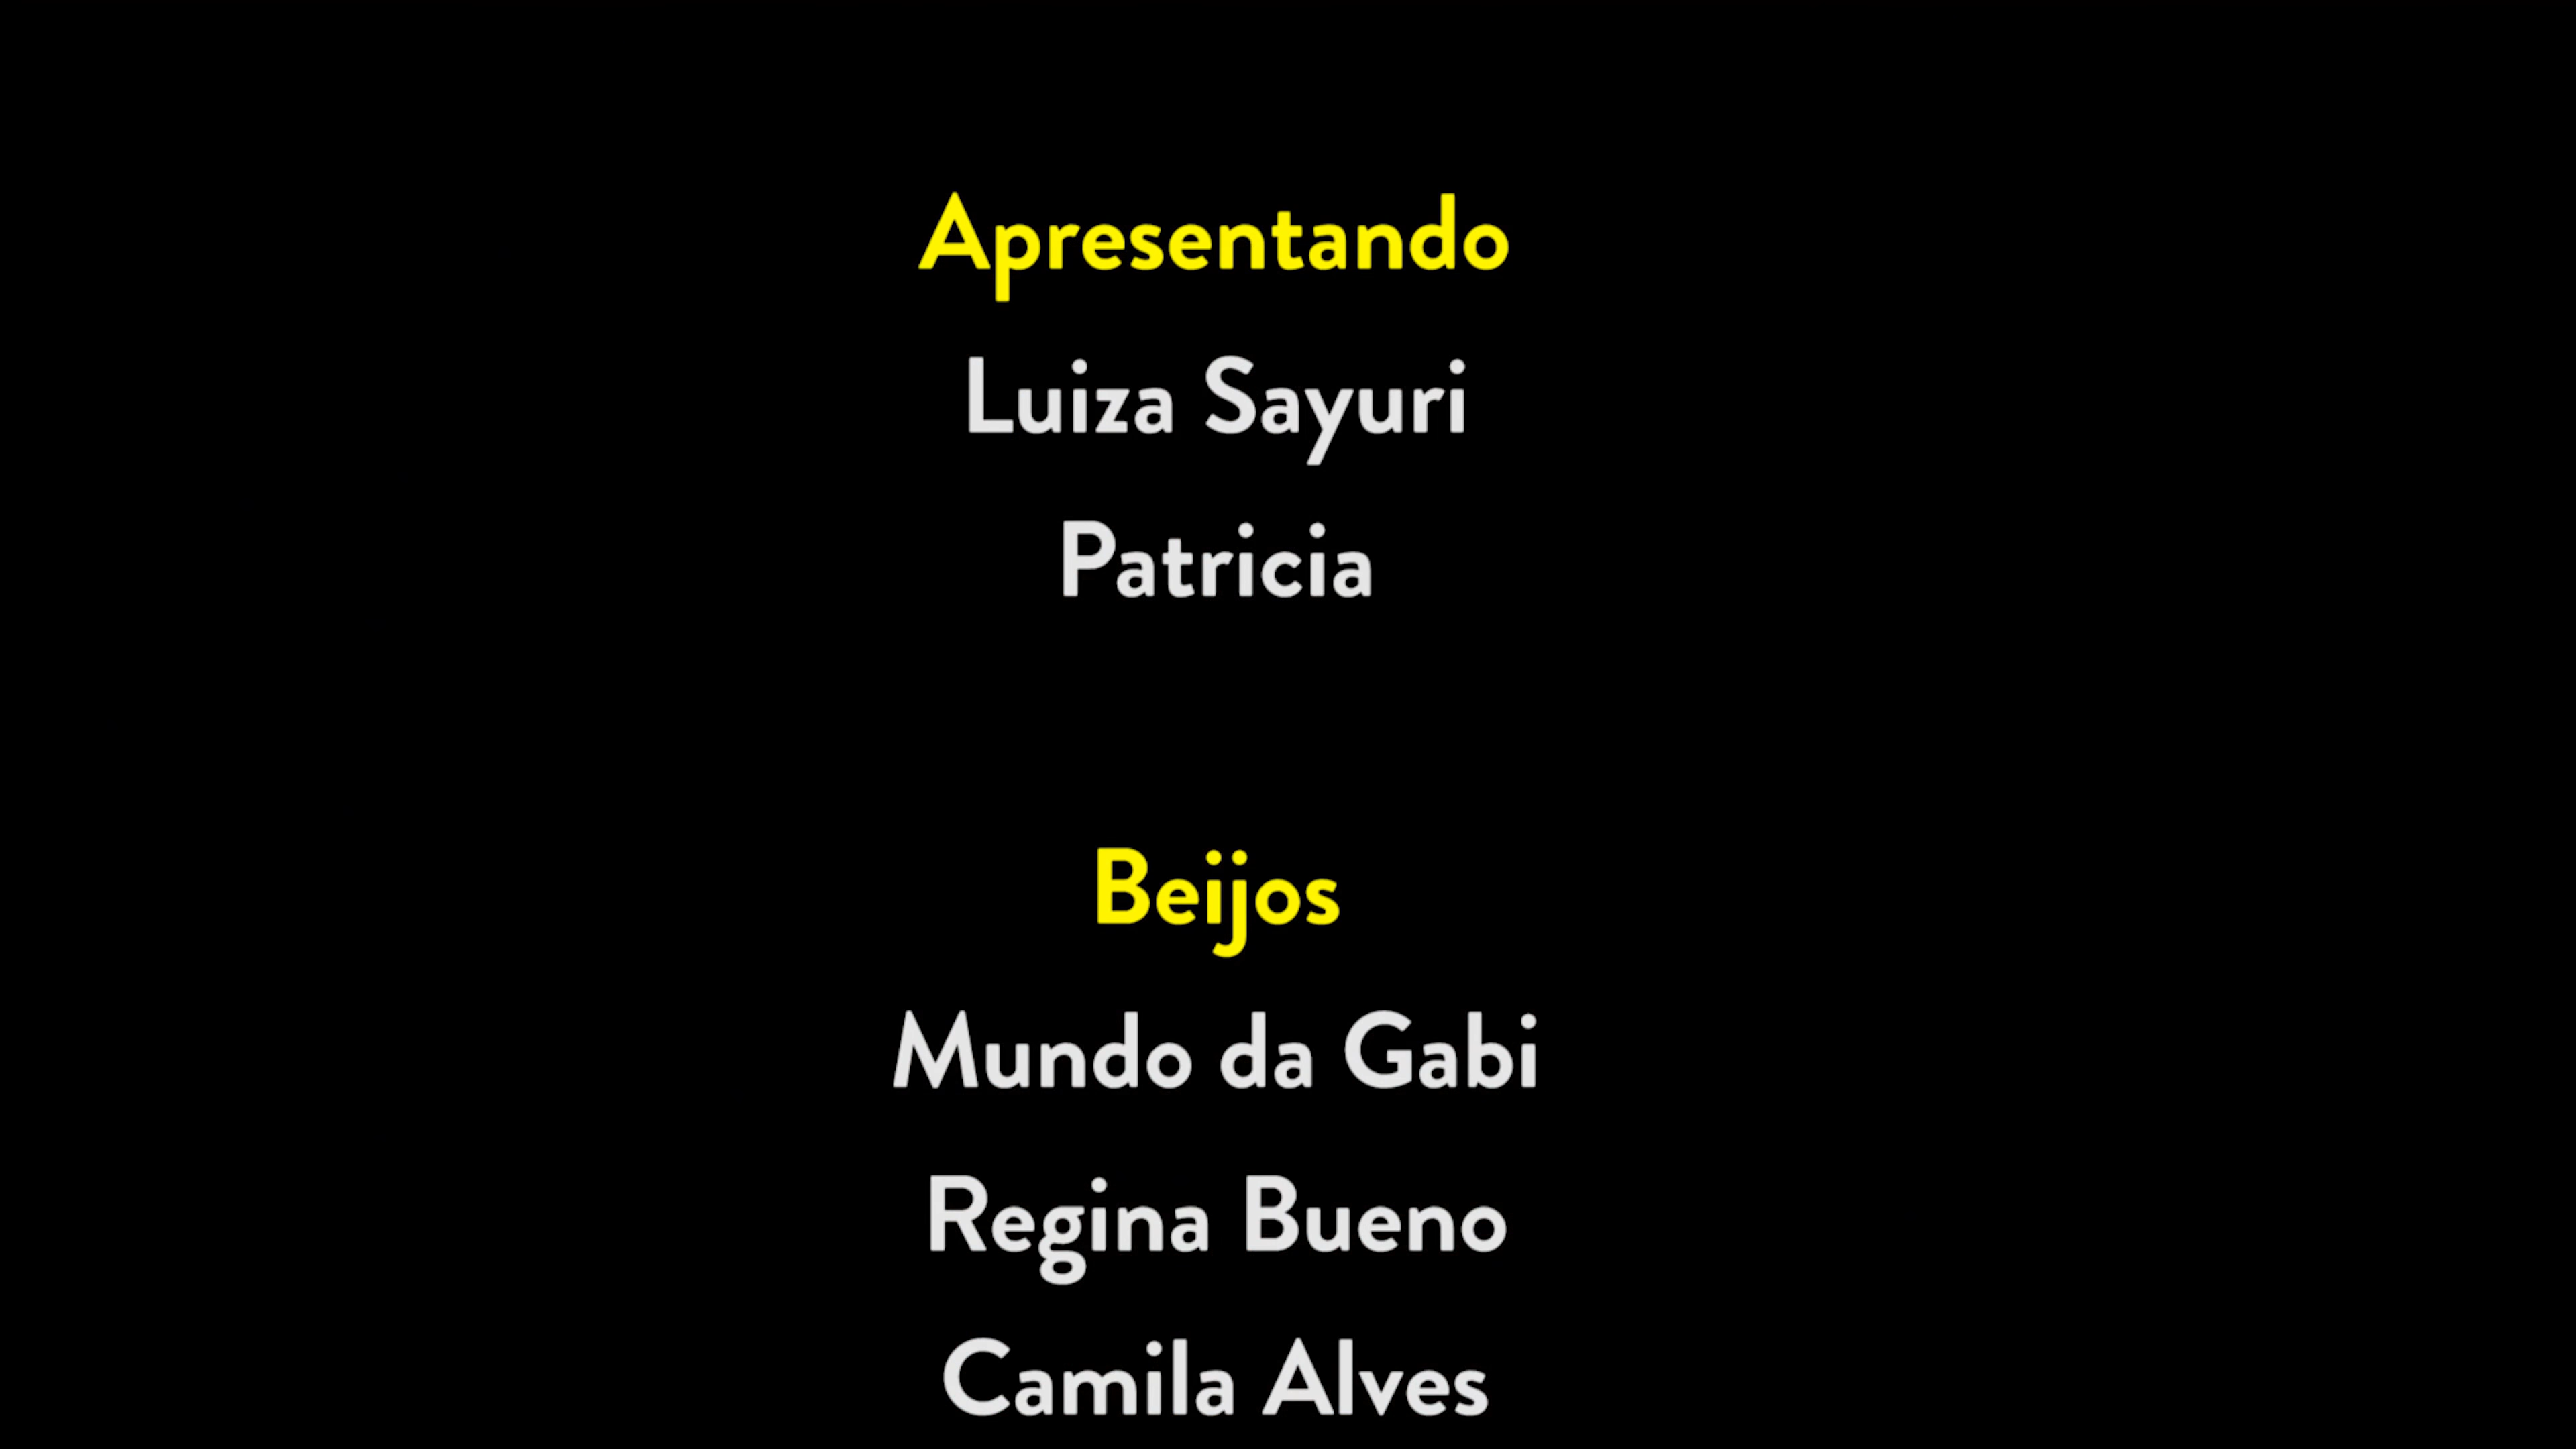 Apresentando
Luiza Sayuri
Patricia
Beijos
Mundo da Gabi
Regina Bueno
Camila Alves